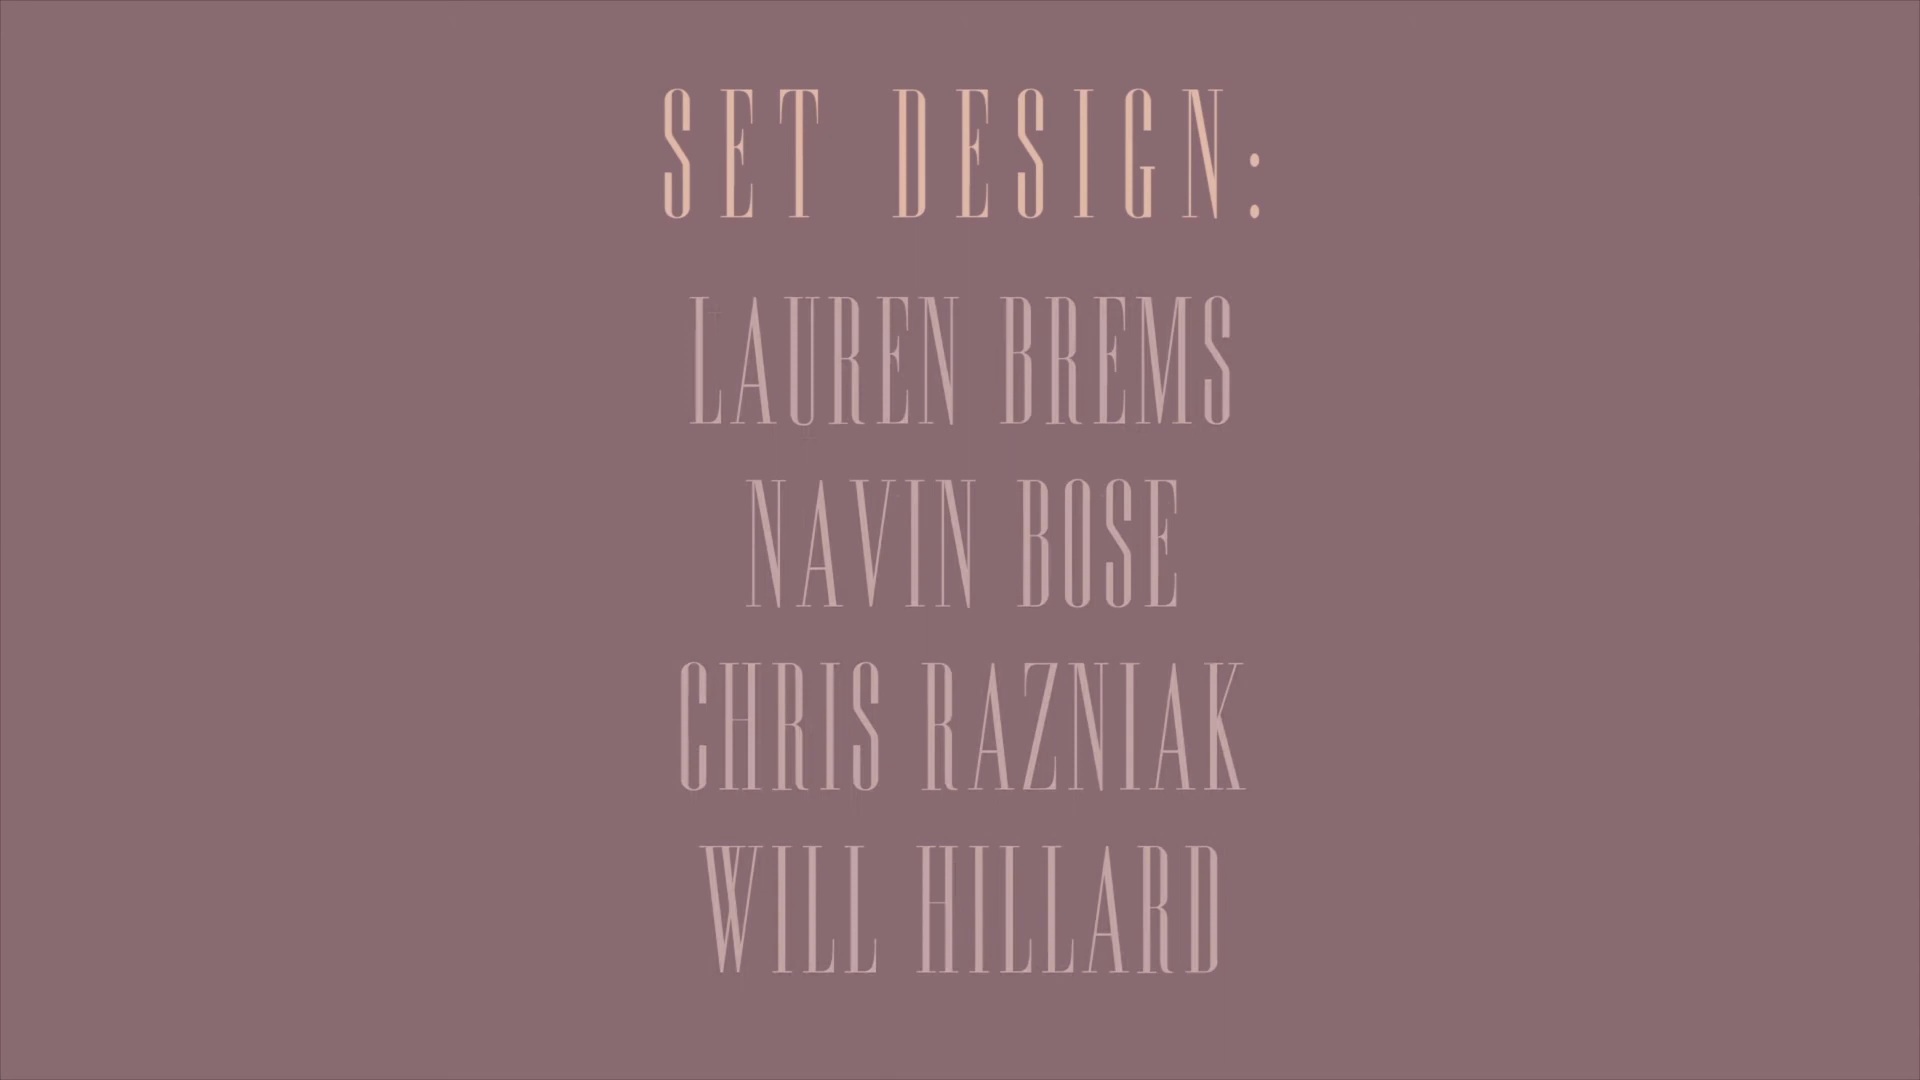 SET DESIGN:
LAUREN BREMS
NAVIN BOSE
CHRIS RAZNIAK
WILL HILLARD